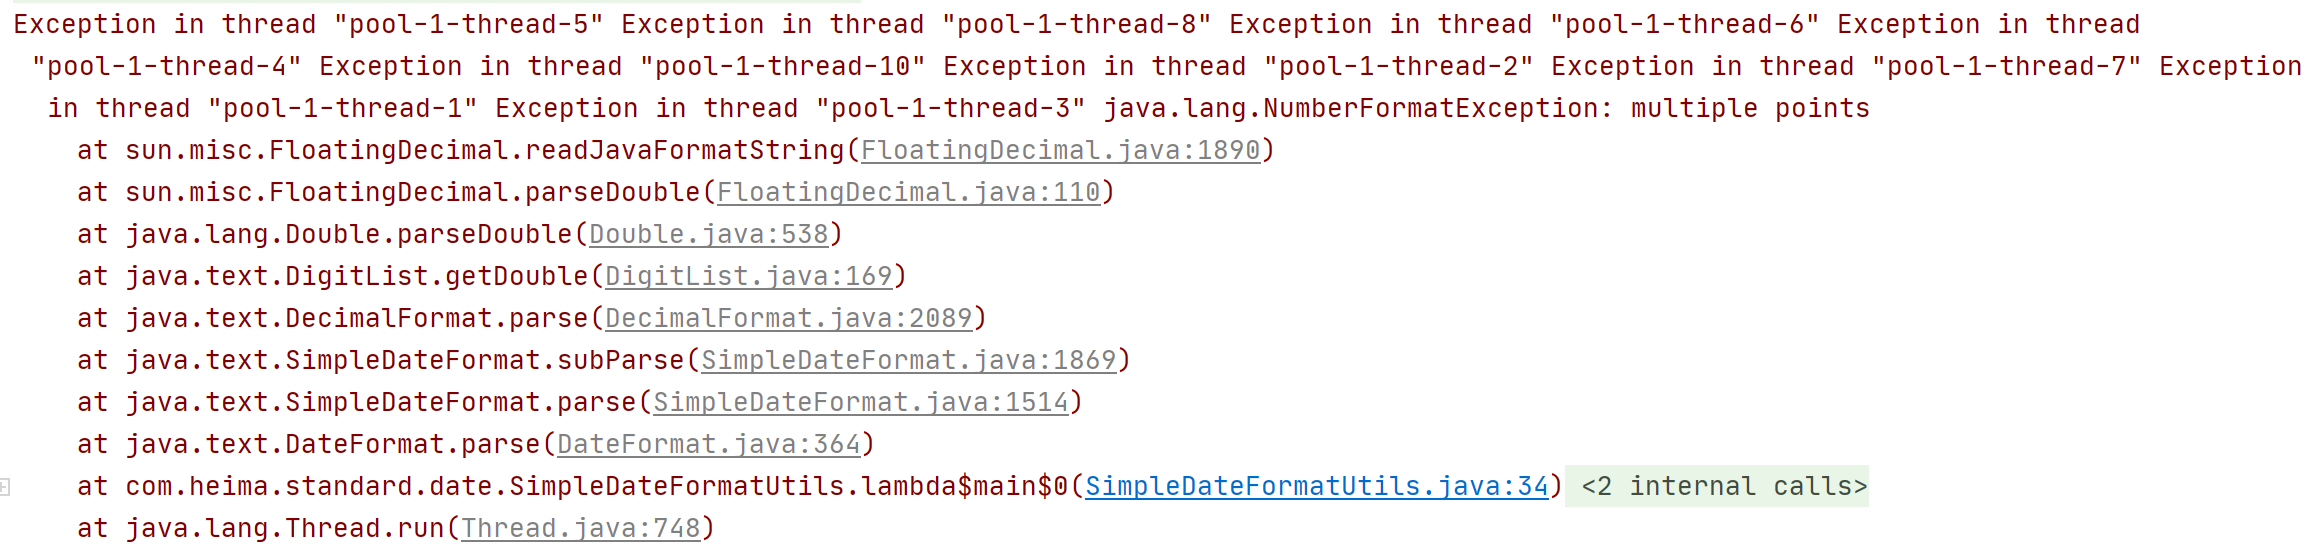 Exception in thread "pool-1-thread-5" Exception in thread "pool-1-thread-8" Exception in thread "pool-1-thread-6" Exception in thread
"pool-1-thread-4" Exception in thread "pool-1-thread-10" Exception in thread "pool-1-thread-2" Exception in thread "pool-1-thread-7" Exception
in thread "pool-1-thread-1" Exception in thread "pool-1-thread-3" java.lang.NumberFormatException: multiple points
at sun.misc.FloatingDecimal.readJavaFormatString(FloatingDecimal.java:1890)
at sun.misc.FloatingDecimal.parseDouble(FloatingDecimal.java:110)
at java.lang.Double.parseDouble(Double.java:538)
at java.text.DigitList.getDouble(DigitList.java:169)
at java.text.DecimalFormat.parse(DecimalFormat.java:2089)
at java.text.SimpleDateFormat.subParse(SimpleDateFormat.java:1869)
at java.text.SimpleDateFormat.parse(SimpleDateFormat.java:1514)
at java.text.DateFormat.parse(DateFormat.java:364)
at com.heima.standard.date.SimpleDateFormatUtils.lambda$main$0(SimpleDateFormatUtils.java:34) <2 internal calls>
at java.lang.Thread.run(Thread.java:748)